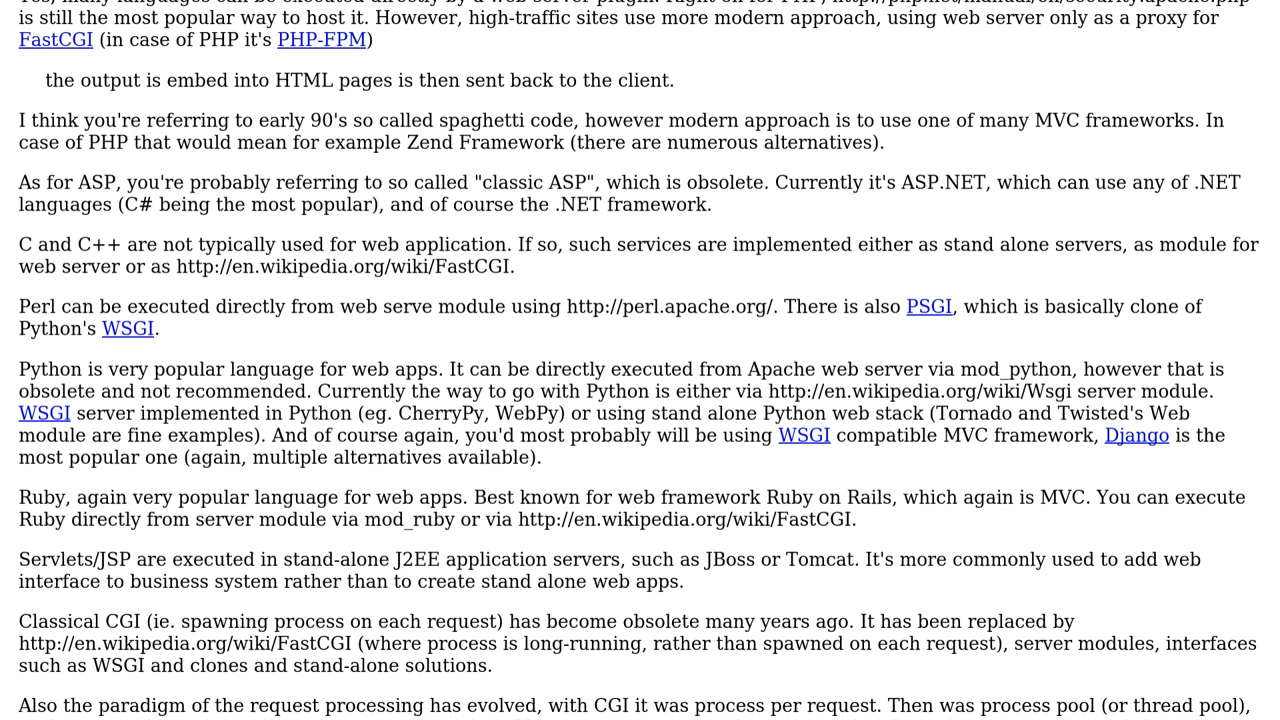 is still the most popular way to host it. However, high-traffic sites use more modern approach, using web server only as a proxy for
FastCGI (in case of PHP it's PHP-FPM)
the output is embed into HTML pages is then sent back to the client.
I think you're referring to early 90's so called spaghetti code, however modern approach is to use one of many MVC frameworks. In
case of PHP that would mean for example Zend Framework (there are numerous alternatives).
As for ASP, you're probably referring to so called "classic ASP", which is obsolete. Currently it's ASP.NET, which can use any of .NET
languages (C# being the most popular), and of course the .NET framework.
C and C++ are not typically used for web application. If so, such services are implemented either as stand alone servers, as module for
web server or as http://en.wikipedia.org/wiki/FastCGI.
Perl can be executed directly from web serve module using http://perl.apache.org/. There is also PSGI, which is basically clone of
Python's WSGI.
Python is very popular language for web apps. It can be directly executed from Apache web server via mod_python, however that is
obsolete and not recommended. Currently the way to go with Python is either via http://en.wikipedia.org/wiki/Wsgi server module.
WSGI server implemented in Python (eg. CherryPy, WebPy) or using stand alone Python web stack (Tornado and Twisted's Web
module are fine examples). And of course again, you'd most probably will be using WSGI compatible MVC framework, Django is the
most popular one (again, multiple alternatives available).
Ruby, again very popular language for web apps. Best known for web framework Ruby on Rails, which again is MVC. You can execute
Ruby directly from server module via mod_ruby or via http://en.wikipedia.org/wiki/FastCGI.
Servlets/JSP are executed in stand-alone J2EE application servers, such as JBoss or Tomcat. It's more commonly used to add web
interface to business system rather than to create stand alone web apps.
Classical CGI (ie. spawning process on each request) has become obsolete many years ago. It has been replaced by
http://en.wikipedia.org/wiki/FastCGI (where process is long-running, rather than spawned on each request), server modules, interfaces
such as WSGI and clones and stand-alone solutions.
Also the paradigm of the request processing has evolved, with CGI it was process per request. Then was process pool (or thread pool),